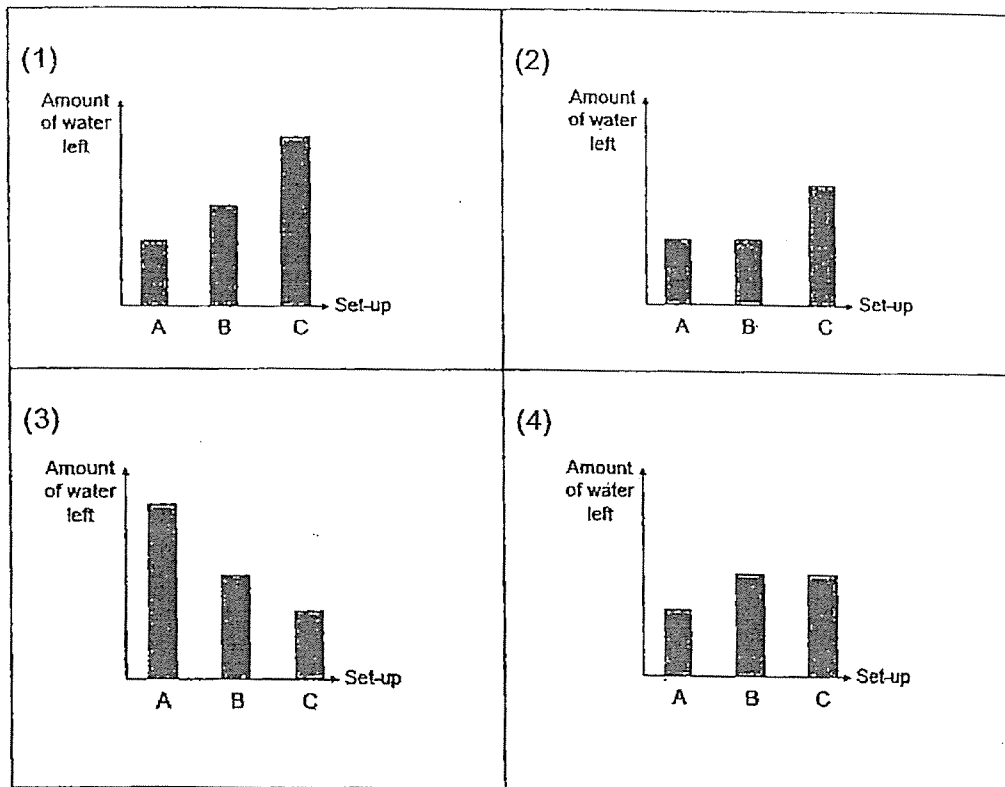 (1)
Amount
of water
left
Set-up
A B C
(2)
Amount
of water
left
Set-up
A B C
(3)
Amount
of water
left
Set-up
A B C
(4)
Amount
of water
left
Set-up
A B C